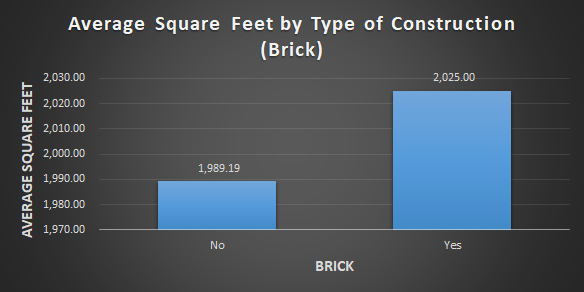 Average Square Feet by Type of Construction
(Brick)
AVERAGE SQUARE FEET
2,030.00
2,020.00
2,010.00
2,000.00
1,990.00
1,980.00
1,970.00
1,989.19
2,025.00
No
Yes
BRICK